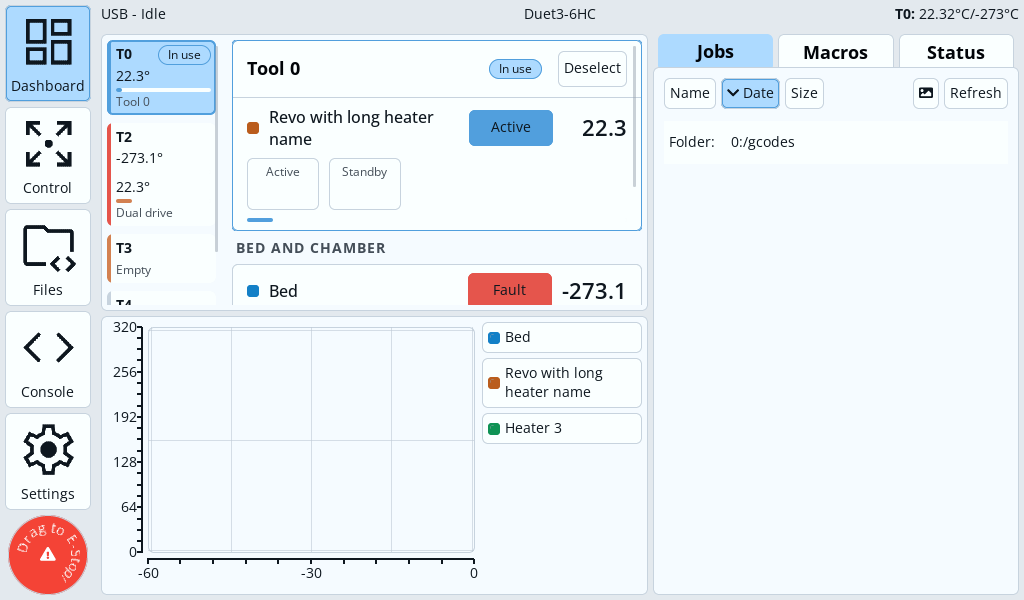 USB - Idle
Duet3-6HC
T0: 22.32°C/-273°C
Dashboard
Control
Files
Console
Settings
Drag to E-Stop!
T0
In use
22.3°
Tool 0
T2
-273.1°
22.3°
Dual drive
T3
Empty
T4
Tool 0
In use
Deselect
Revo with long heater
name
Active
22.3
Active
Standby
BED AND CHAMBER
Bed
Fault
-273.1
320
256
192
128
64
0
-60
-30
0
Bed
Revo with long
heater name
Heater 3
Jobs
Macros
Status
Name
Date
Size
Refresh
Folder:
0:/gcodes